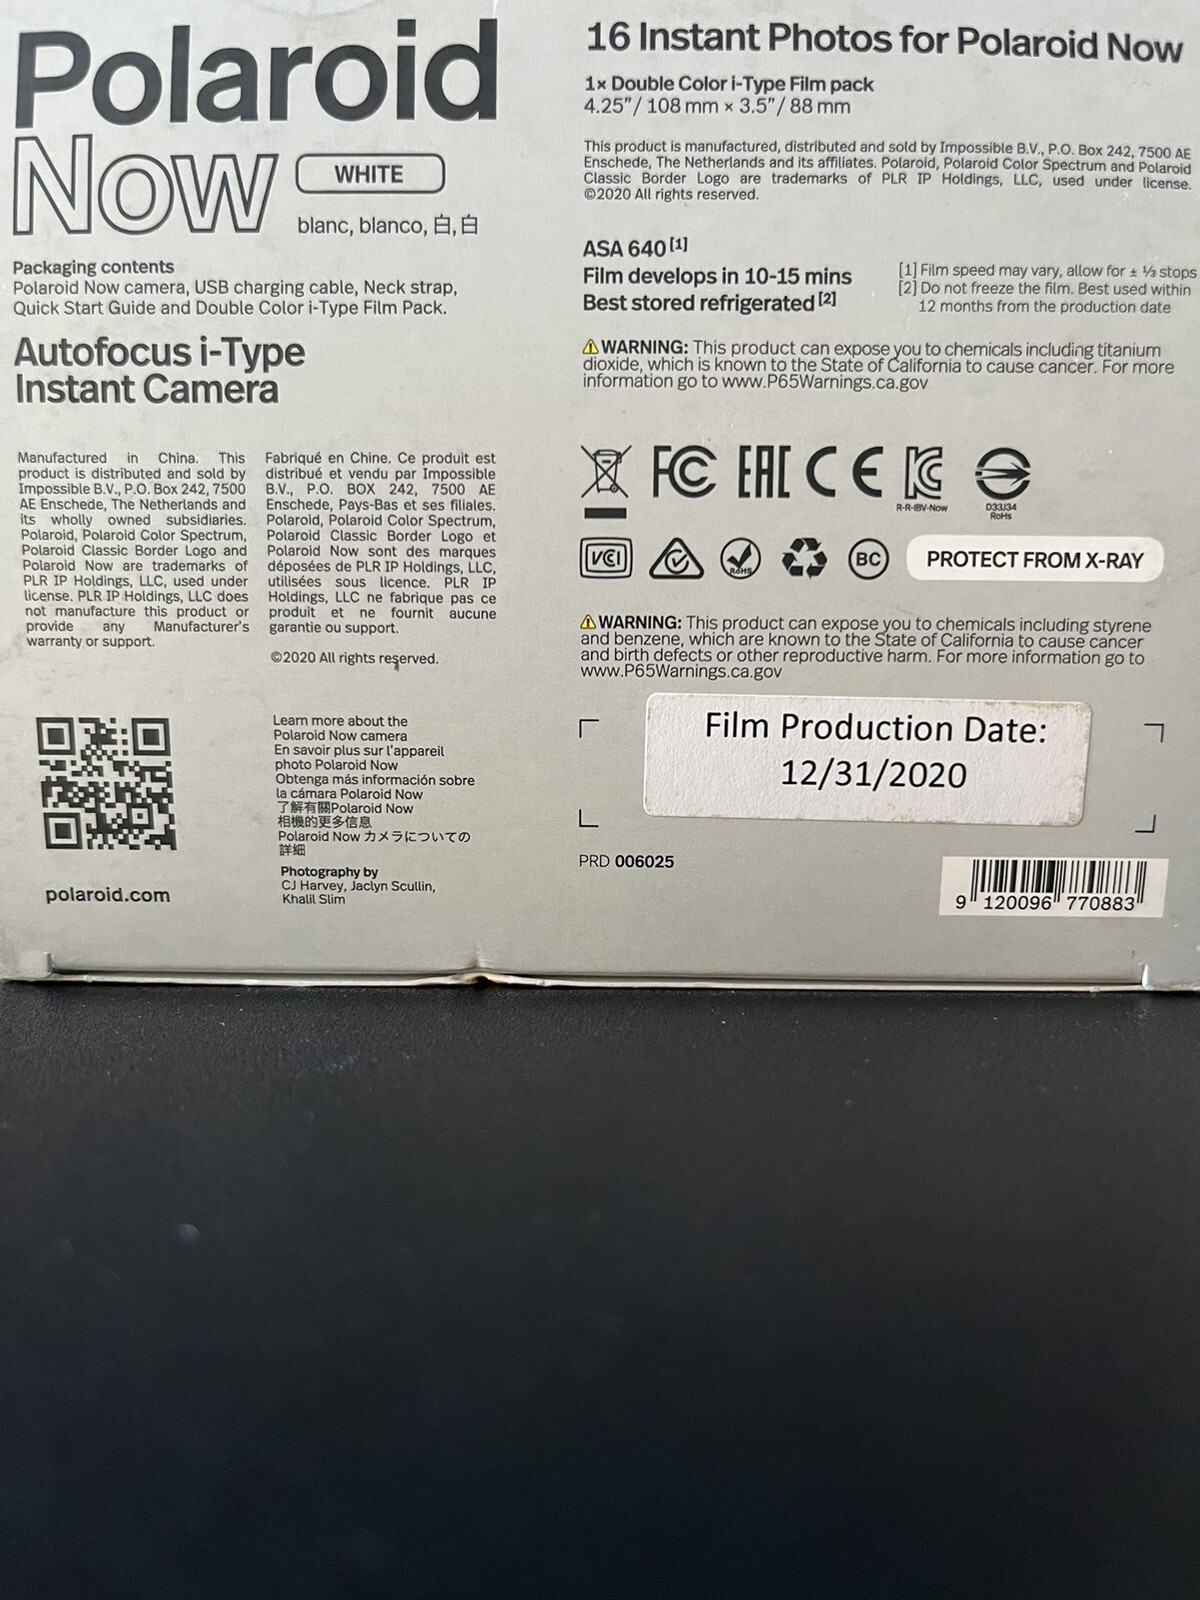 Polaroid
Now
WHITE
blanc, blanco, 白, 白
Packaging contents
Polaroid Now camera, USB charging cable, Neck strap,
Quick Start Guide and Double Color i-Type Film Pack.
Autofocus i-Type
Instant Camera
Manufactured in China. This
product is distributed and sold by
Impossible B.V., P.O. Box 242, 7500
AE Enschede, The Netherlands and
its wholly owned subsidiaries.
Polaroid, Polaroid Color Spectrum,
Polaroid Classic Border Logo and
Polaroid Now are trademarks of
PLR IP Holdings, LLC, used under
license. PLR IP Holdings, LLC does
not manufacture this product or
provide any Manufacturer's
warranty or support.
Fabriqué en Chine. Ce produit est
distribué et vendu par Impossible
B.V., P.O. BOX 242, 7500 AE
Enschede, Pays-Bas et ses filiales.
Polaroid, Polaroid Color Spectrum,
Polaroid Classic Border Logo et
Polaroid Now sont des marques
déposées de PLR IP Holdings, LLC,
utilisées sous licence. PLR IP
Holdings, LLC ne fabrique pas ce
produit et ne fournit aucune
garantie ou support.
©2020 All rights reserved.
Learn more about the
Polaroid Now camera
En savoir plus sur l'appareil
photo Polaroid Now
Obtenga más información sobre
la cámara Polaroid Now
了解有關Polaroid Now
相機的更多信息
Polaroid Now カメラについての
詳細
Photography by
CJ Harvey, Jaclyn Scullin,
Khalil Slim
polaroid.com
16 Instant Photos for Polaroid Now
1x Double Color i-Type Film pack
4.25"/ 108 mm × 3.5"/ 88 mm
This product is manufactured, distributed and sold by Impossible B.V., P.O. Box 242, 7500 AE
Enschede, The Netherlands and its affiliates. Polaroid, Polaroid Color Spectrum and Polaroid
Classic Border Logo are trademarks of PLR IP Holdings, LLC, used under license.
©2020 All rights reserved.
ASA 640 [1]
Film develops in 10-15 mins
Best stored refrigerated [2]
[1] Film speed may vary, allow for ± ⅓ stops
[2] Do not freeze the film. Best used within
12 months from the production date
WARNING: This product can expose you to chemicals including titanium
dioxide, which is known to the State of California to cause cancer. For more
information go to www.P65Warnings.ca.gov
FC EAC CE KC
R-R-IBV-Now
D33J34
RoHS
VCI
RoHS
BC
PROTECT FROM X-RAY
WARNING: This product can expose you to chemicals including styrene
and benzene, which are known to the State of California to cause cancer
and birth defects or other reproductive harm. For more information go to
www.P65Warnings.ca.gov
Film Production Date:
12/31/2020
PRD 006025
9 120096 770883